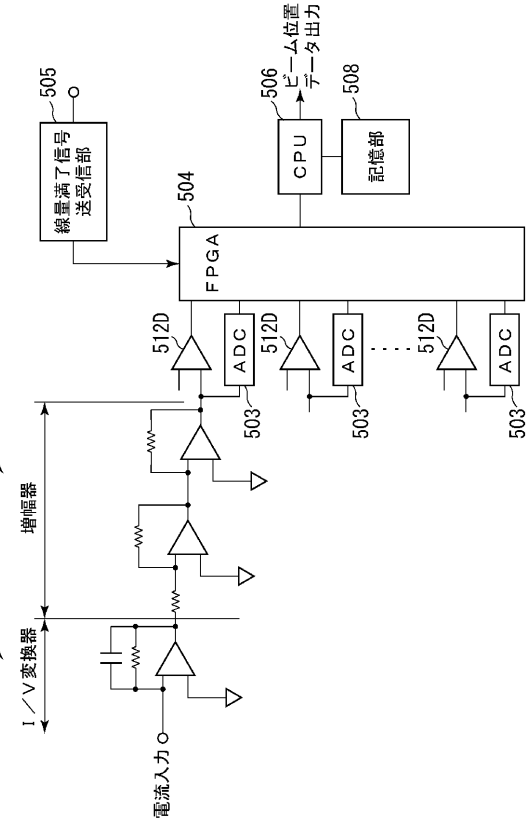 電流入力
I/V変換器
増幅器
512D
ADC
503
512D
ADC
503
512D
ADC
503
504
FPGA
505
線量満了信号
送受信部
506
CPU
508
記憶部
ビーム位置
データ出力